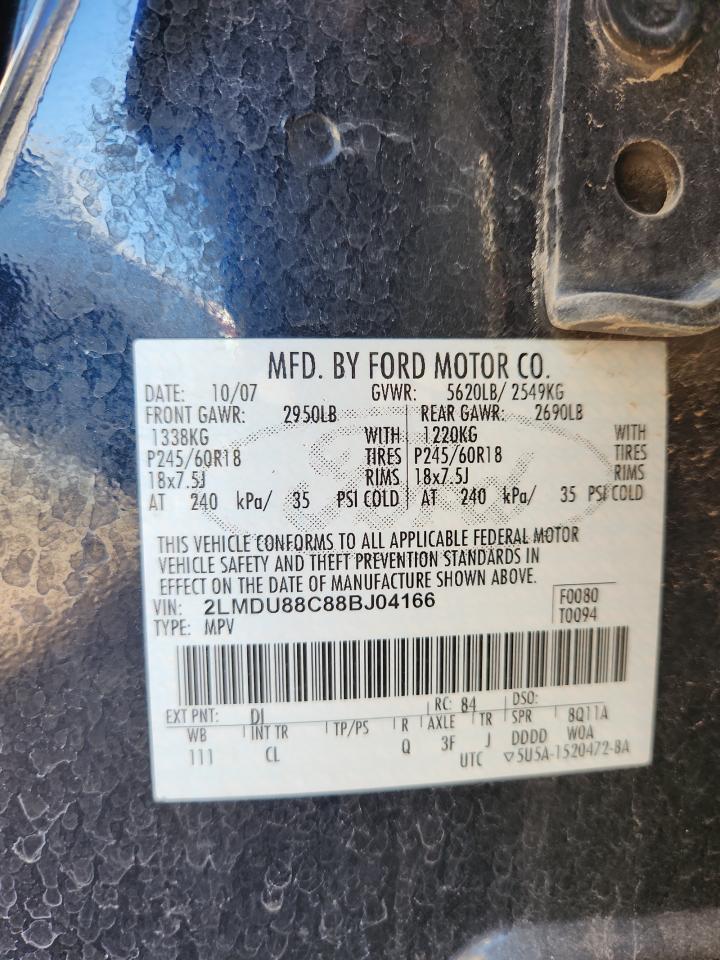 MFD. BY FORD MOTOR CO.
DATE: 10/07 GVWR: 5620LB/ 2549KG
FRONT GAWR: 2950LB REAR GAWR: 2690LB
1338KG WITH 1220KG WITH
P245/60R18 TIRES P245/60R18 TIRES
18x7.5J RIMS 18x7.5J RIMS
AT 240 kPa/ 35 PSI COLD AT 240 kPa/ 35 PSI COLD
THIS VEHICLE CONFORMS TO ALL APPLICABLE FEDERAL MOTOR
VEHICLE SAFETY AND THEFT PREVENTION STANDARDS IN
EFFECT ON THE DATE OF MANUFACTURE SHOWN ABOVE.
VIN: 2LMDU88C88BJ04166 F0080
TYPE: MPV T0094
EXT PNT: DI RC: 84 DSO:
WB INT TR TP/PS R AXLE TR SPR 8Q11A
111 CL Q 3F J DDDD WOA
UTC ▽5U5A-1520472-BA